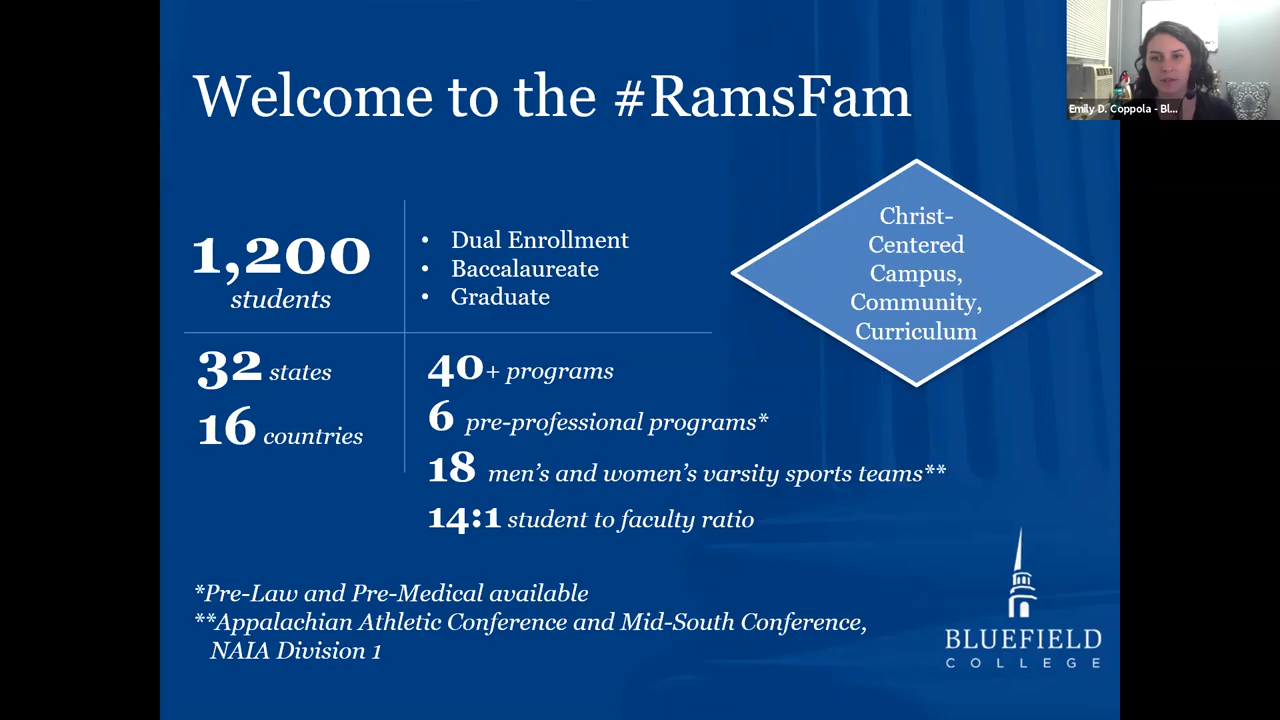 Welcome to the #RamsFam
Emily D. Coppola - Bl...
1,200
students
• Dual Enrollment
• Baccalaureate
• Graduate
Christ-
Centered
Campus,
Community,
Curriculum
32 states
16 countries
40+ programs
6 pre-professional programs*
18 men's and women's varsity sports teams**
14:1 student to faculty ratio
*Pre-Law and Pre-Medical available
**Appalachian Athletic Conference and Mid-South Conference,
NAIA Division 1
BLUEFIELD
COLLEGE